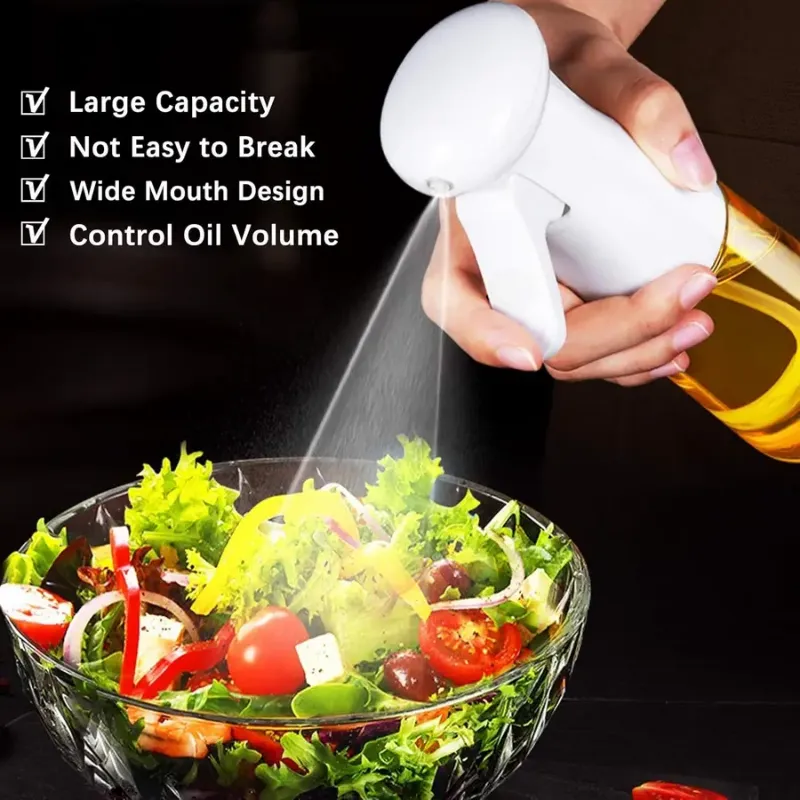 Large Capacity
Not Easy to Break
Wide Mouth Design
Control Oil Volume